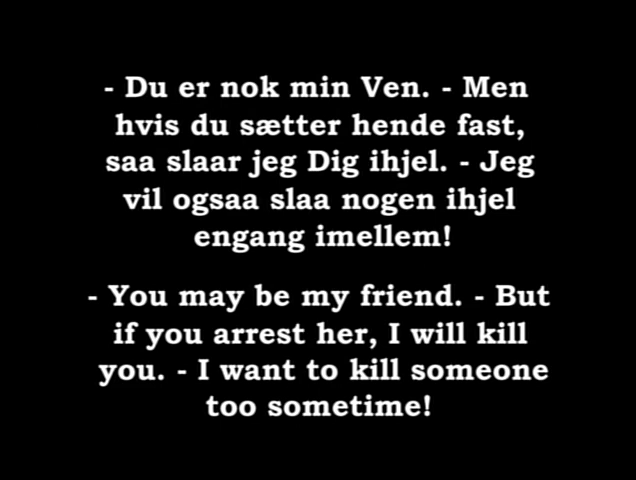 - Du er nok min Ven. - Men
hvis du sætter hende fast,
saa slaar jeg Dig ihjel. - Jeg
vil ogsaa slaa nogen ihjel
engang imellem!
- You may be my friend. - But
if you arrest her, I will kill
you. - I want to kill someone
too sometime!